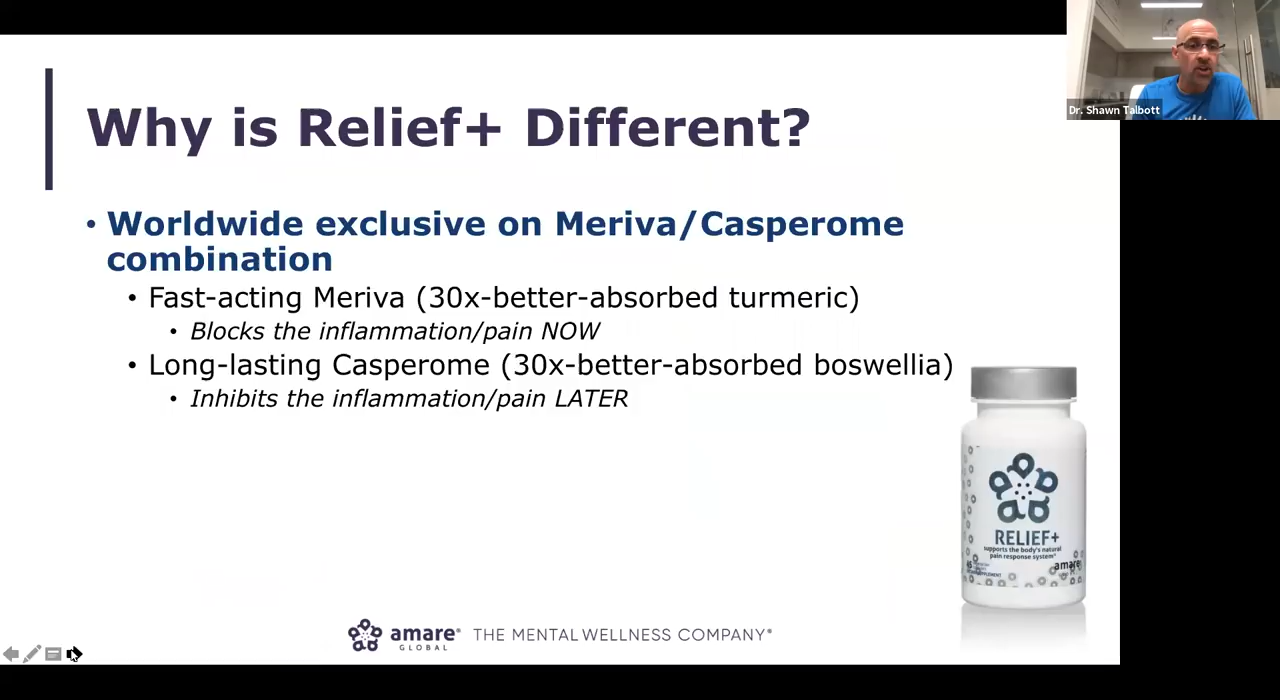 Dr. Shawn Talbott
Why is Relief+ Different?
• Worldwide exclusive on Meriva/Casperome
combination
• Fast-acting Meriva (30x-better-absorbed turmeric)
• Blocks the inflammation/pain NOW
• Long-lasting Casperome (30x-better-absorbed boswellia)
• Inhibits the inflammation/pain LATER
RELIEF+
supports the body's natural
pain response system*
amare
amare®
GLOBAL
THE MENTAL WELLNESS COMPANY®